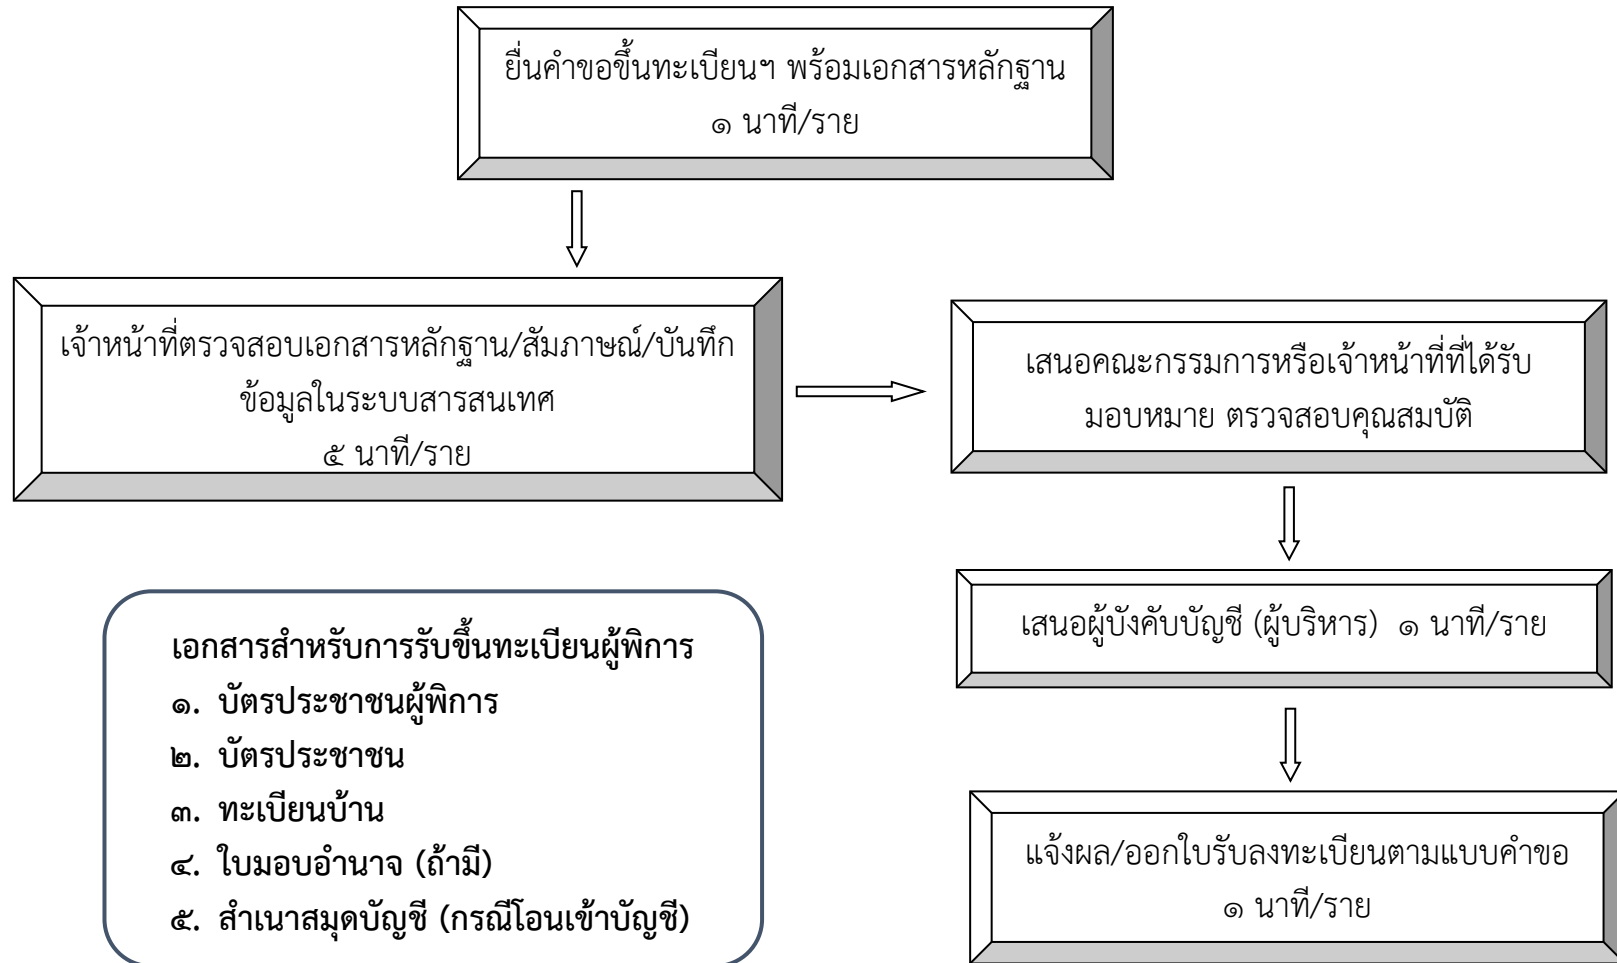 ยื่นคำขอขึ้นทะเบียนฯ พร้อมเอกสารหลักฐาน
๑ นาที/ราย
เจ้าหน้าที่ตรวจสอบเอกสารหลักฐาน/สัมภาษณ์/บันทึก
ข้อมูลในระบบสารสนเทศ
๕ นาที/ราย
เสนอคณะกรรมการหรือเจ้าหน้าที่ที่ได้รับ
มอบหมาย ตรวจสอบคุณสมบัติ
เสนอผู้บังคับบัญชี (ผู้บริหาร) ๑ นาที/ราย
แจ้งผล/ออกใบรับลงทะเบียนตามแบบคำขอ
๑ นาที/ราย
เอกสารสำหรับการรับขึ้นทะเบียนผู้พิการ
๑. บัตรประชาชนผู้พิการ
๒. บัตรประชาชน
๓. ทะเบียนบ้าน
๔. ใบมอบอำนาจ (ถ้ามี)
๕. สำเนาสมุดบัญชี (กรณีโอนเข้าบัญชี)